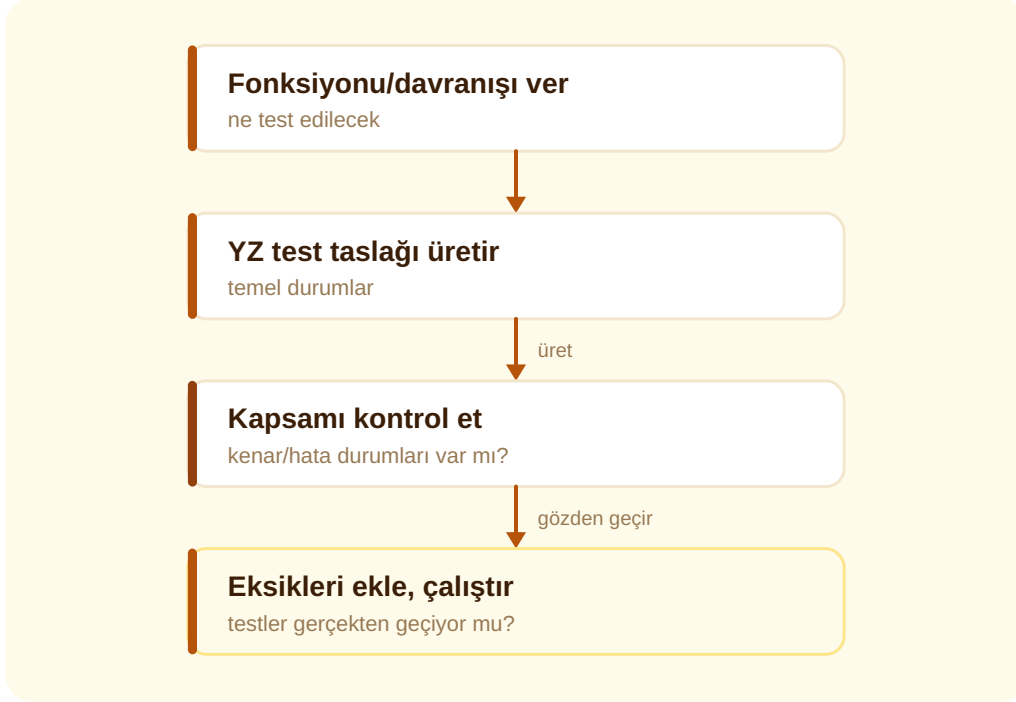 Fonksiyonu/davranışı ver
ne test edilecek
YZ test taslağı üretir
temel durumlar
üret
Kapsamı kontrol et
kenar/hata durumları var mı?
gözden geçir
Eksikleri ekle, çalıştır
testler gerçekten geçiyor mu?